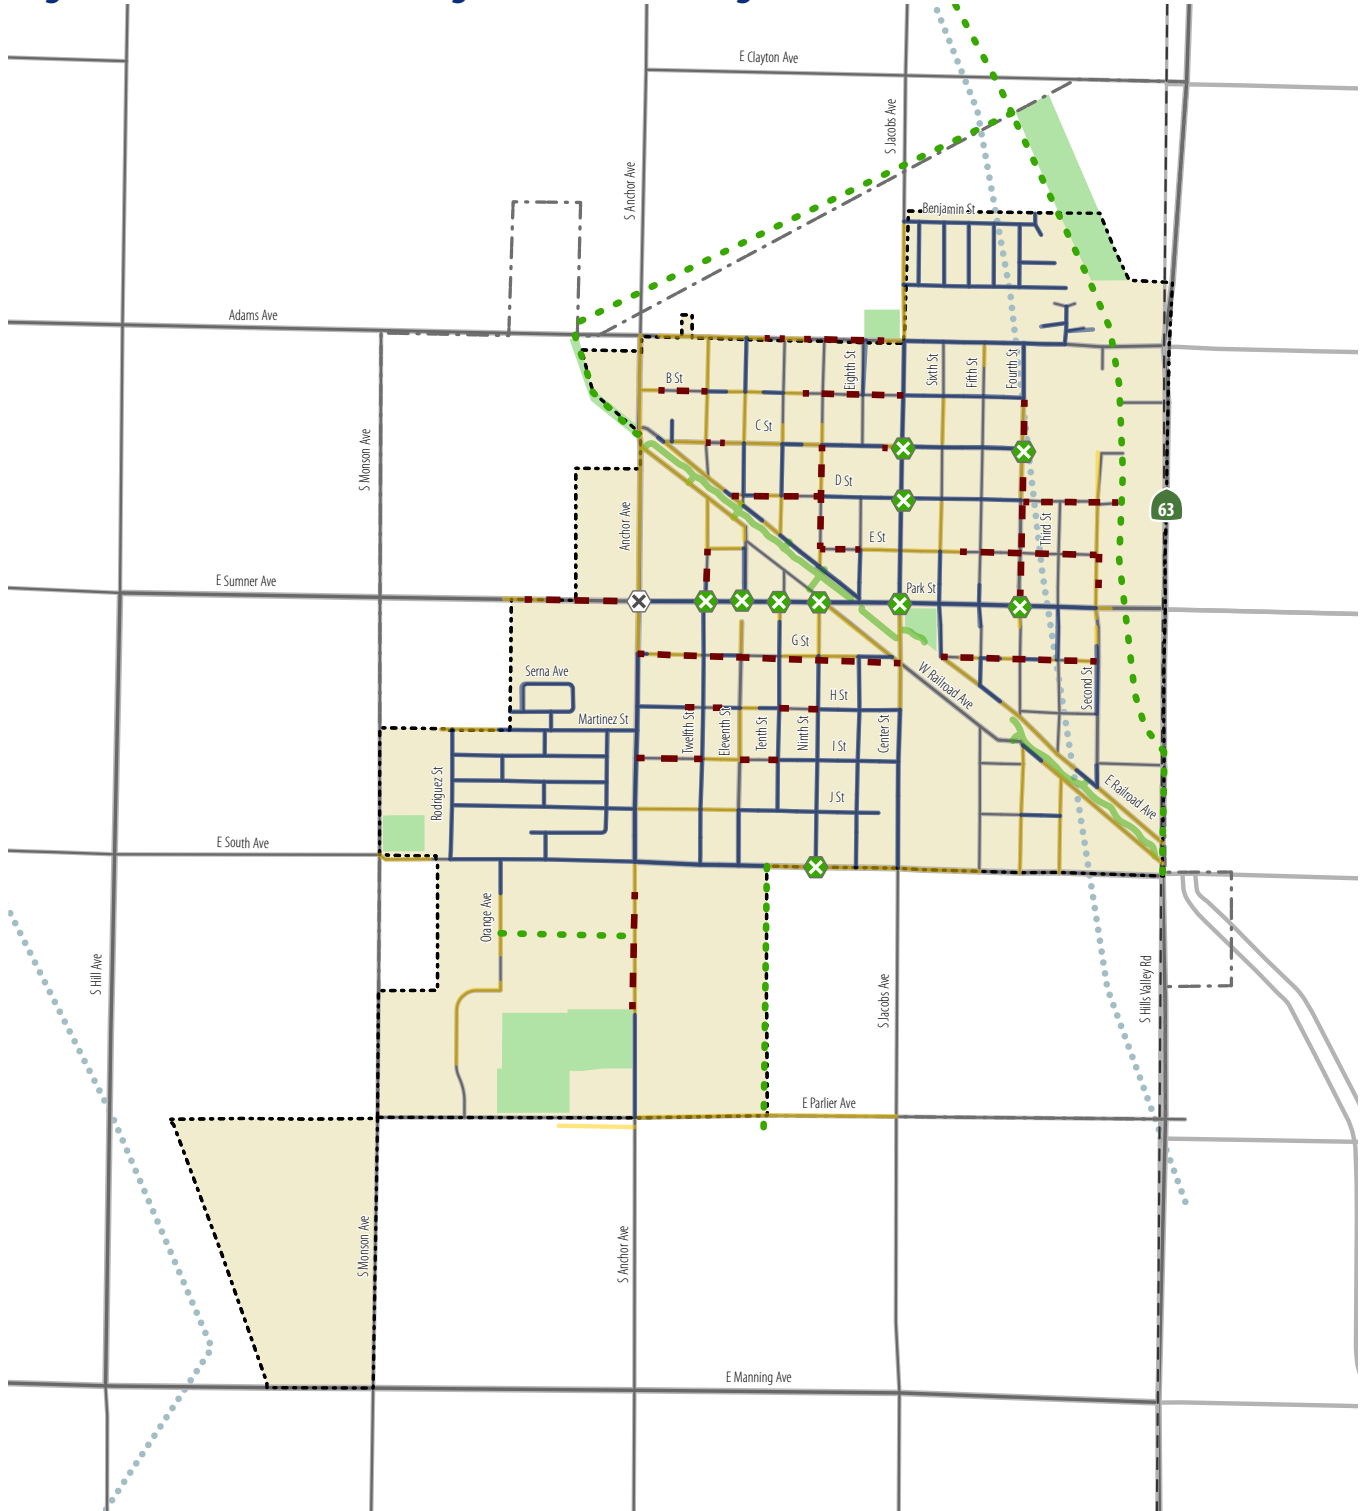 E Clayton Ave
S Jacobs Ave
S Anchor Ave
Benjamin St
Adams Ave
Eighth St
Sixth St
Fifth St
Fourth St
B St
C St
S Monson Ave
D St
63
Anchor Ave
E St
Third St
E Sumner Ave
Park St
G St
Serna Ave
W Railroad Ave
Second St
H St
Martinez St
Twelfth St
Eleventh St
Tenth St
Ninth St
I St
Center St
Rodriguez St
J St
E Railroad Ave
E South Ave
Orange Ave
S Hill Ave
S Jacobs Ave
S Hills Valley Rd
E Parlier Ave
S Monson Ave
S Anchor Ave
E Manning Ave